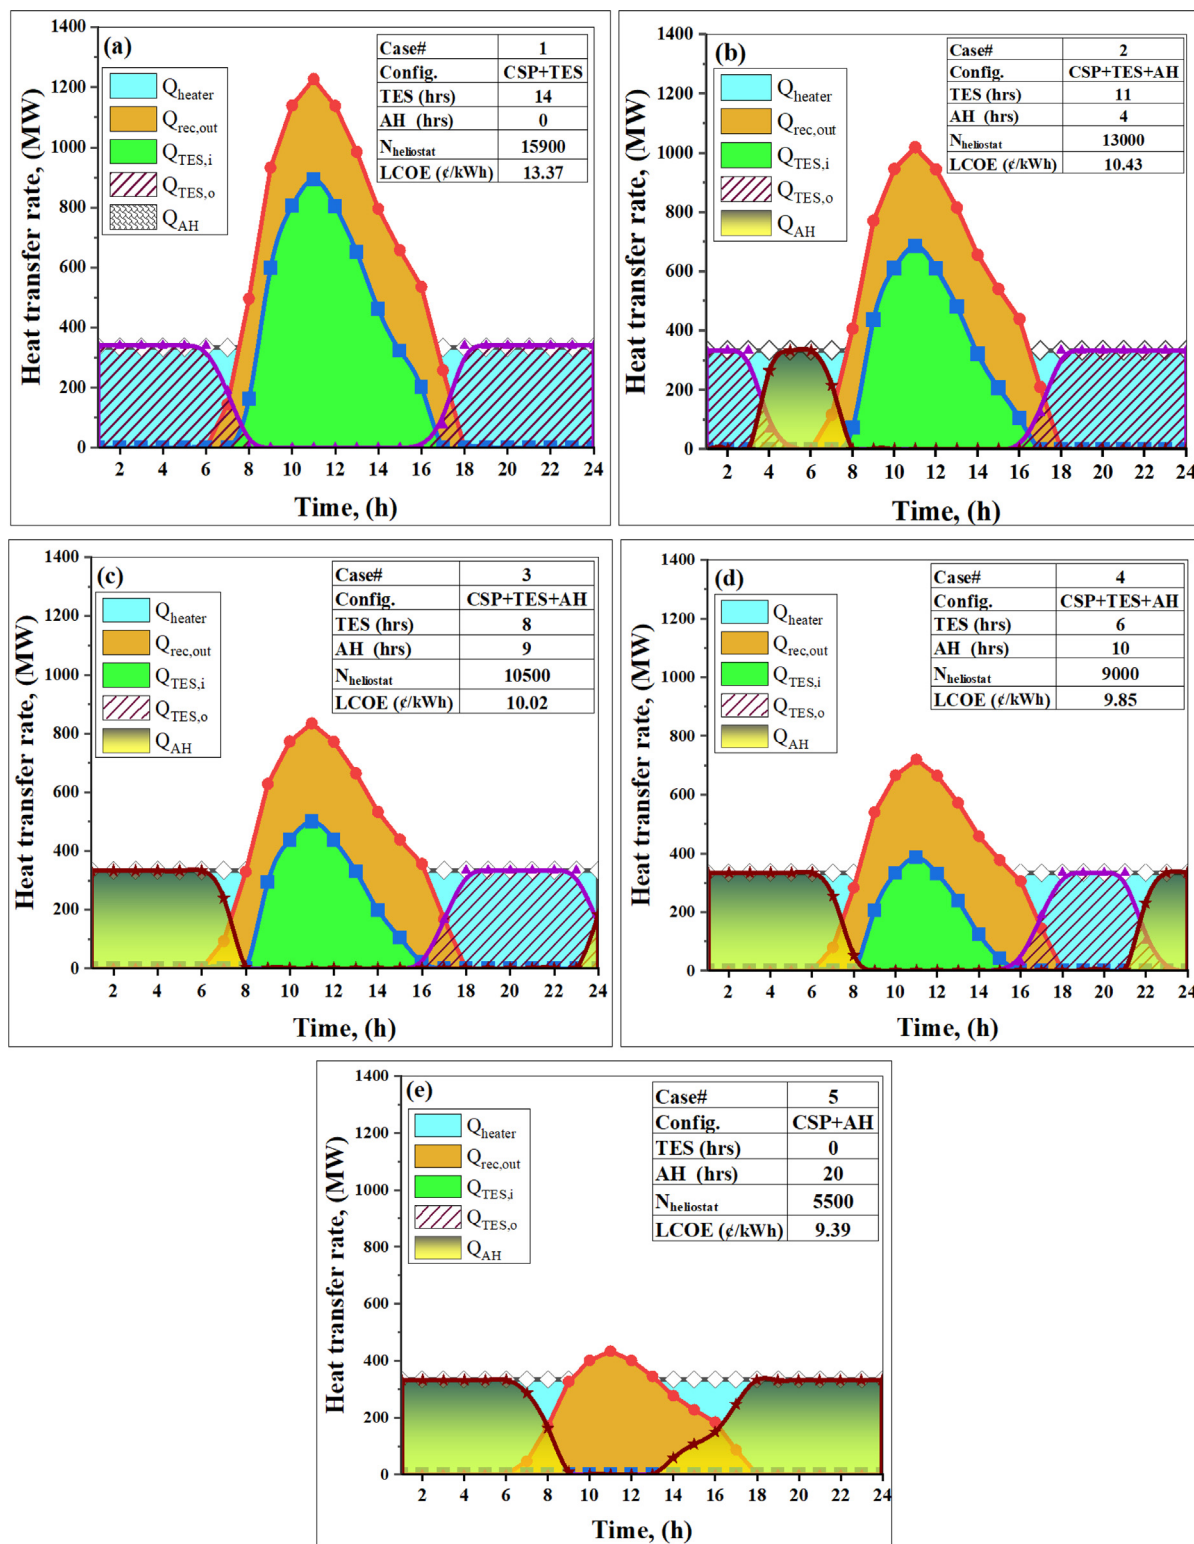 (a)
Case# 1
Config. CSP+TES
TES (hrs) 14
AH (hrs) 0
Nheliostat 15900
LCOE (¢/kWh) 13.37
Qheater
Qrec,out
QTES,i
QTES,o
QAH
Heat transfer rate, (MW)
1400
1200
1000
800
600
400
200
0
2 4 6 8 10 12 14 16 18 20 22 24
Time, (h)
(b)
Case# 2
Config. CSP+TES+AH
TES (hrs) 11
AH (hrs) 4
Nheliostat 13000
LCOE (¢/kWh) 10.43
Qheater
Qrec,out
QTES,i
QTES,o
QAH
Heat transfer rate, (MW)
1400
1200
1000
800
600
400
200
0
2 4 6 8 10 12 14 16 18 20 22 24
Time, (h)
(c)
Case# 3
Config. CSP+TES+AH
TES (hrs) 8
AH (hrs) 9
Nheliostat 10500
LCOE (¢/kWh) 10.02
Qheater
Qrec,out
QTES,i
QTES,o
QAH
Heat transfer rate, (MW)
1400
1200
1000
800
600
400
200
0
2 4 6 8 10 12 14 16 18 20 22 24
Time, (h)
(d)
Case# 4
Config. CSP+TES+AH
TES (hrs) 6
AH (hrs) 10
Nheliostat 9000
LCOE (¢/kWh) 9.85
Qheater
Qrec,out
QTES,i
QTES,o
QAH
Heat transfer rate, (MW)
1400
1200
1000
800
600
400
200
0
2 4 6 8 10 12 14 16 18 20 22 24
Time, (h)
(e)
Case# 5
Config. CSP+AH
TES (hrs) 0
AH (hrs) 20
Nheliostat 5500
LCOE (¢/kWh) 9.39
Qheater
Qrec,out
QTES,i
QTES,o
QAH
Heat transfer rate, (MW)
1400
1200
1000
800
600
400
200
0
2 4 6 8 10 12 14 16 18 20 22 24
Time, (h)